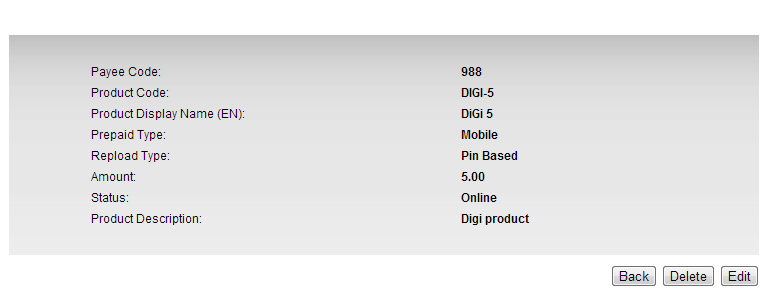 Payee Code: 988
Product Code: DIGI-5
Product Display Name (EN): DiGi 5
Prepaid Type: Mobile
Repload Type: Pin Based
Amount: 5.00
Status: Online
Product Description: Digi product
Back Delete Edit